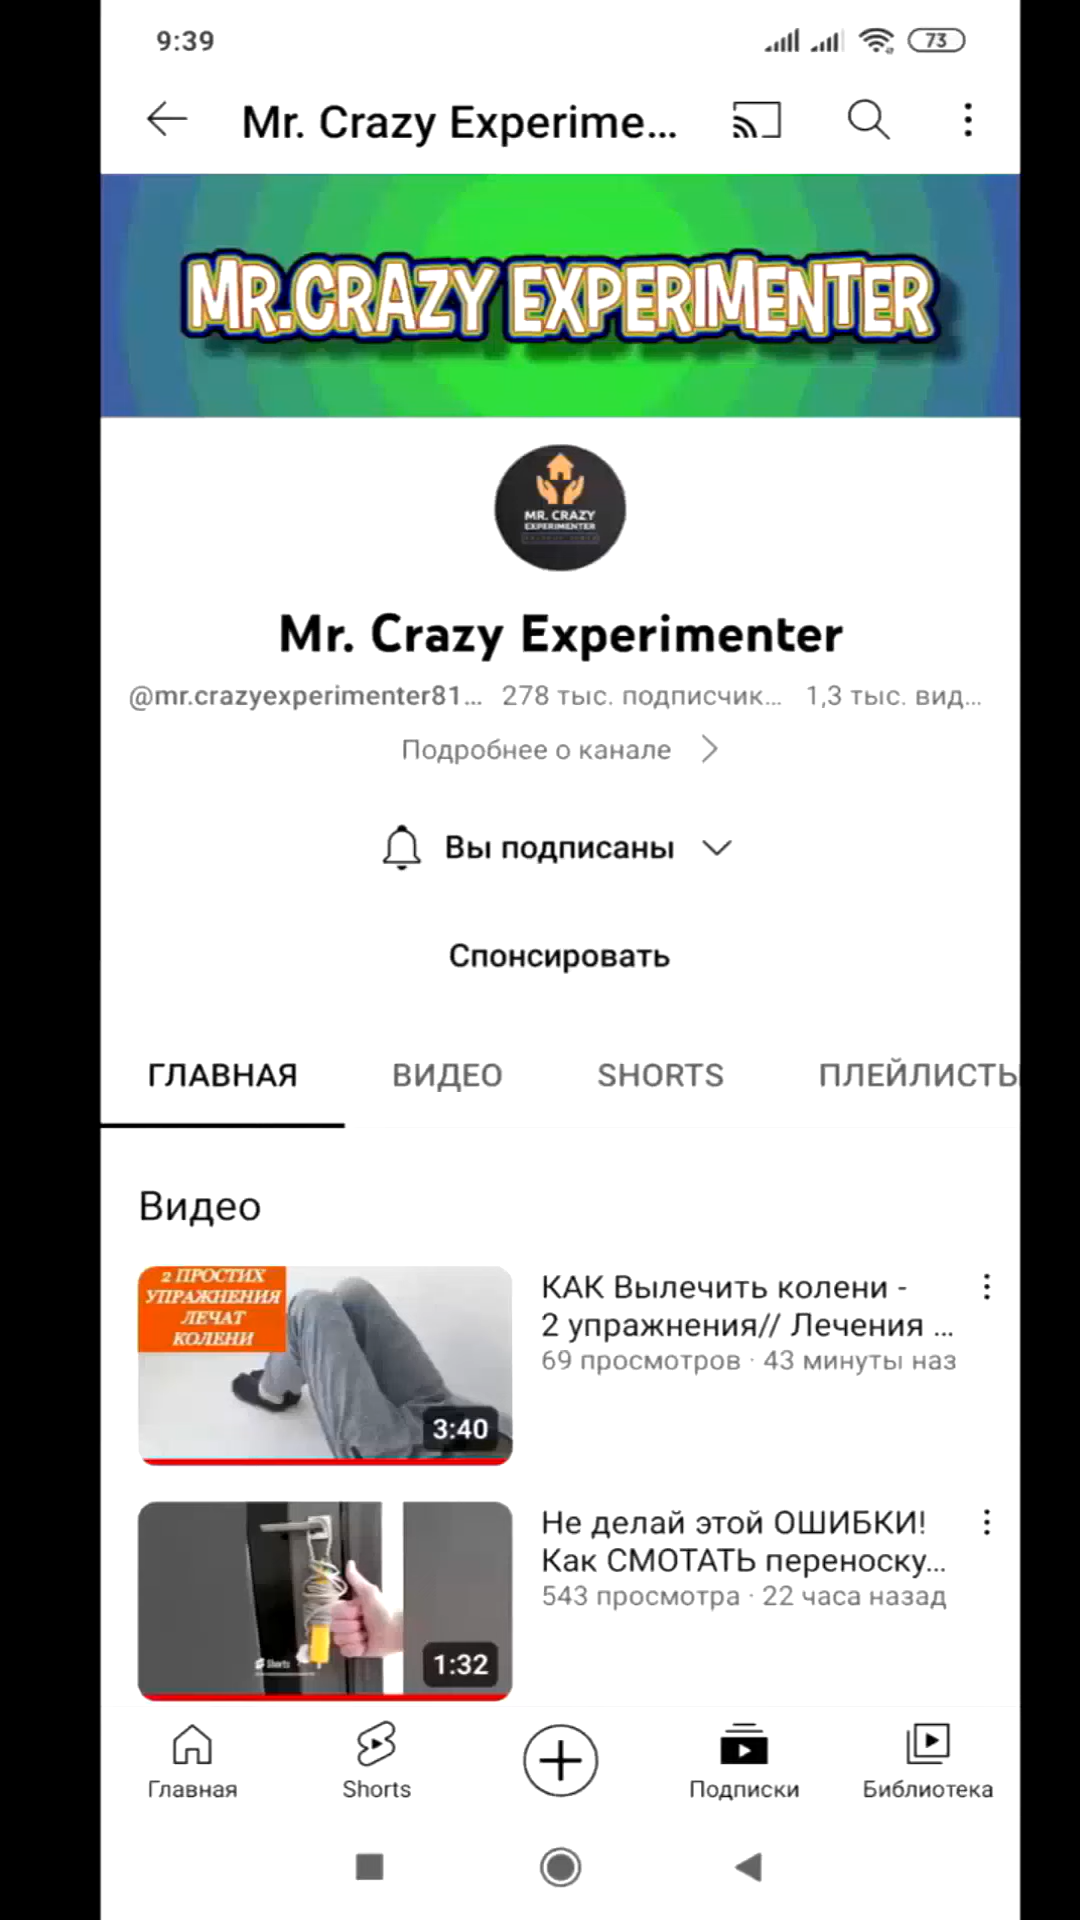 9:39
73
Mr. Crazy Experime...
MR.CRAZY EXPERIMENTER
MR. CRAZY
EXPERIMENTER
Mr. Crazy Experimenter
@mr.crazyexperimenter81... 278 тыс. подписчик... 1,3 тыс. вид...
Подробнее о канале
Вы подписаны
Спонсировать
ГЛАВНАЯ ВИДЕО SHORTS ПЛЕЙЛИСТЫ
Видео
2 ПРОСТИХ
УПРАЖНЕНИЯ
ЛЕЧАТ
КОЛЕНИ
3:40
КАК Вылечить колени -
2 упражнения// Лечения ...
69 просмотров · 43 минуты наз
Shorts
1:32
Не делай этой ОШИБКИ!
Как СМОТАТЬ переноску...
543 просмотра · 22 часа назад
Главная Shorts Подписки Библиотека